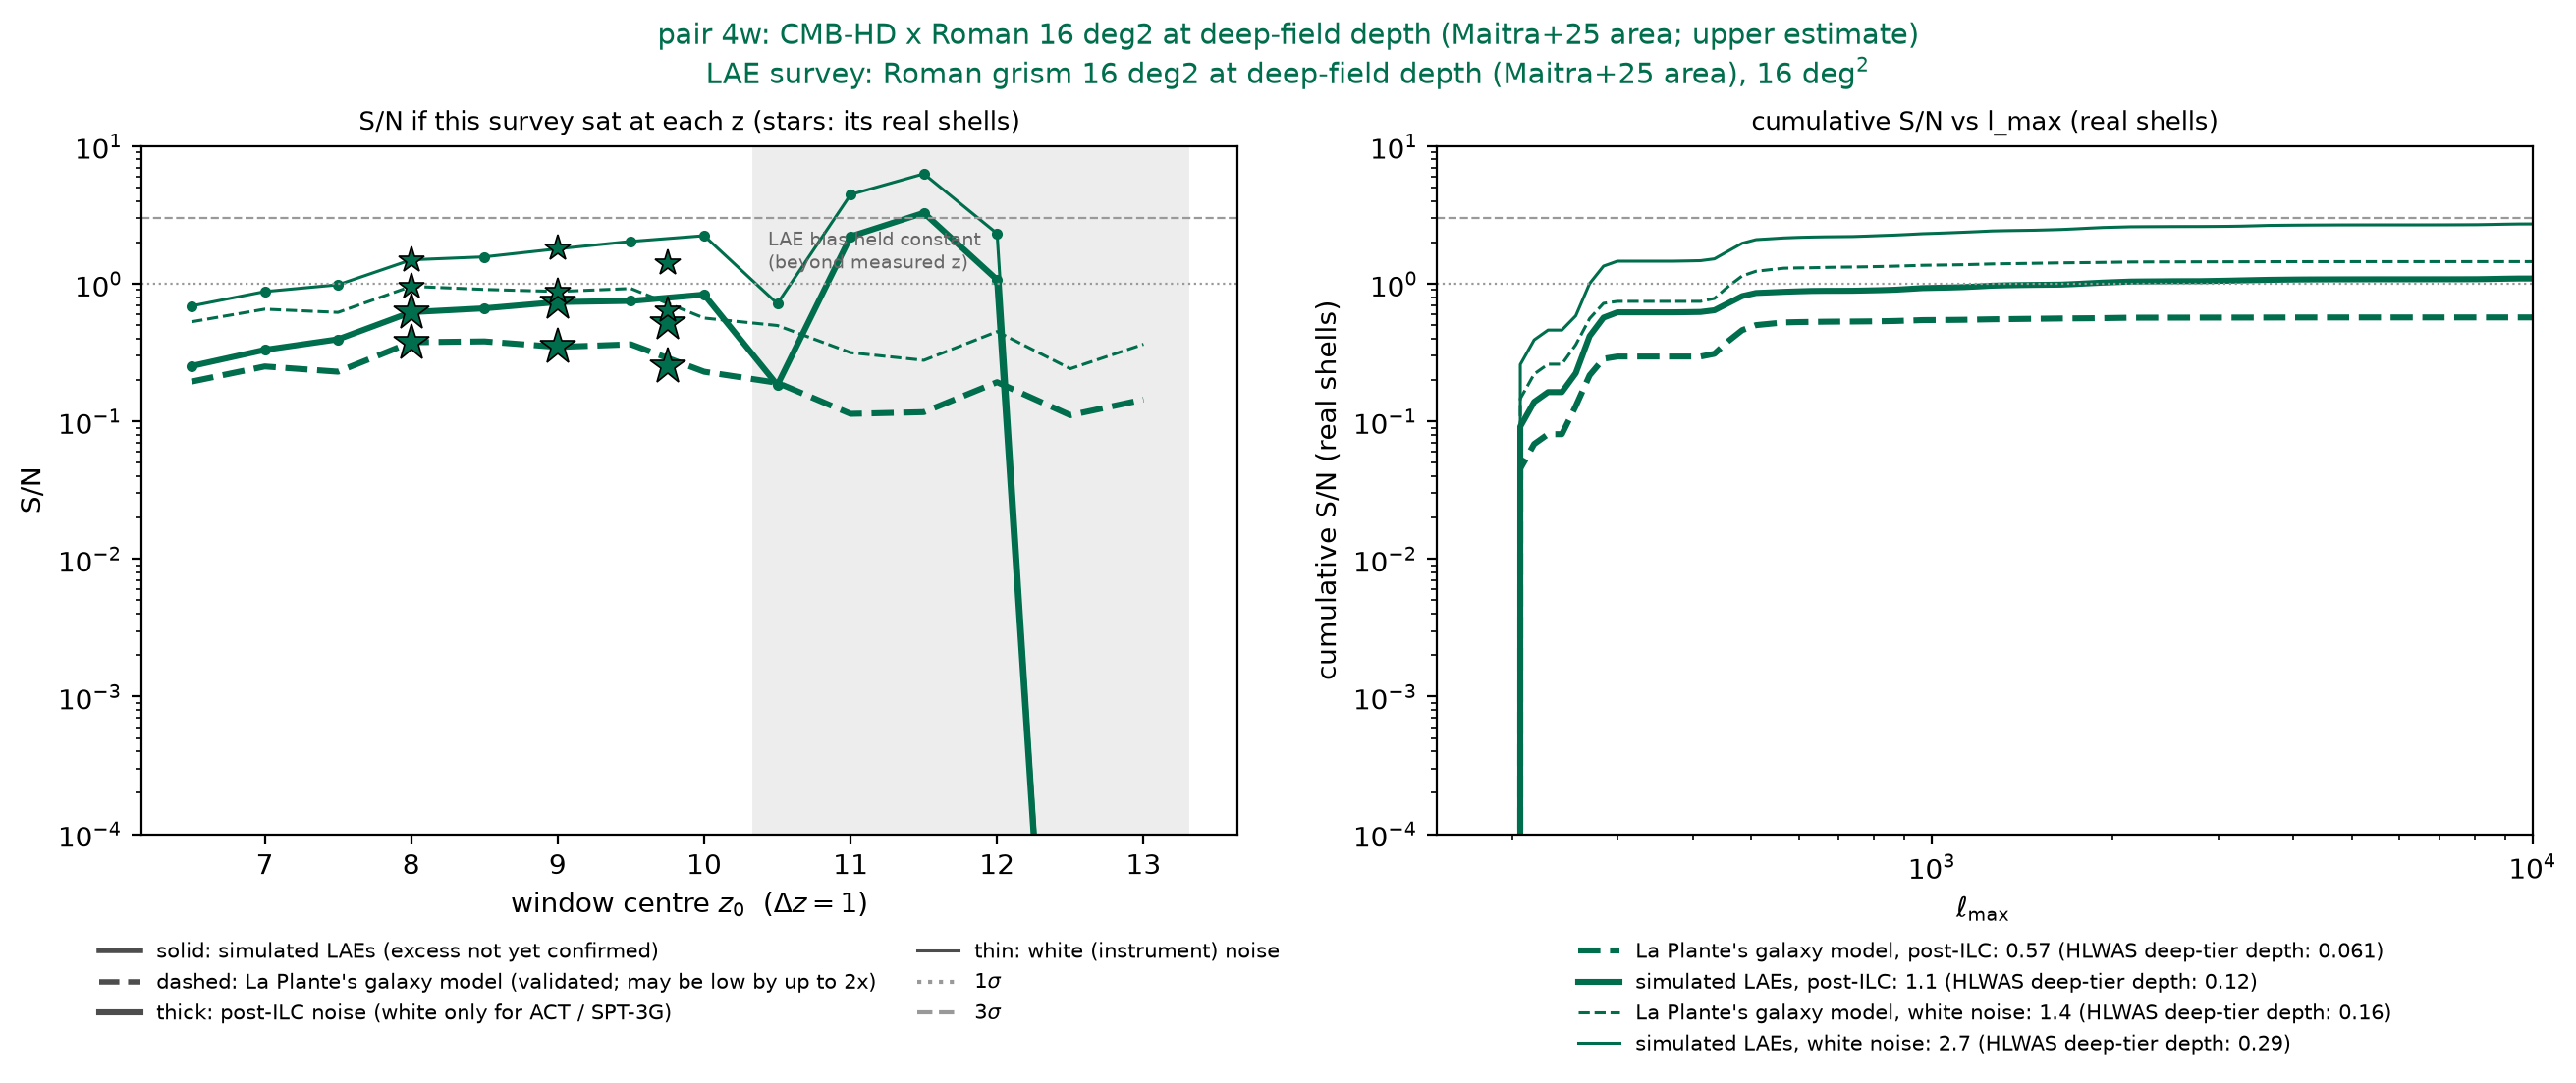 pair 4w: CMB-HD x Roman 16 deg2 at deep-field depth (Maitra+25 area; upper estimate)
LAE survey: Roman grism 16 deg2 at deep-field depth (Maitra+25 area), 16 deg²
S/N if this survey sat at each z (stars: its real shells)
10¹
10⁰
10⁻¹
10⁻²
10⁻³
10⁻⁴
S/N
LAE bias held constant
(beyond measured z)
7 8 9 10 11 12 13
window centre z₀ (Δz = 1)
solid: simulated LAEs (excess not yet confirmed)
dashed: La Plante's galaxy model (validated; may be low by up to 2x)
thick: post-ILC noise (white only for ACT / SPT-3G)
thin: white (instrument) noise
1σ
3σ
cumulative S/N vs l_max (real shells)
10¹
10⁰
10⁻¹
10⁻²
10⁻³
10⁻⁴
cumulative S/N (real shells)
10³ 10⁴
ℓmax
La Plante's galaxy model, post-ILC: 0.57 (HLWAS deep-tier depth: 0.061)
simulated LAEs, post-ILC: 1.1 (HLWAS deep-tier depth: 0.12)
La Plante's galaxy model, white noise: 1.4 (HLWAS deep-tier depth: 0.16)
simulated LAEs, white noise: 2.7 (HLWAS deep-tier depth: 0.29)